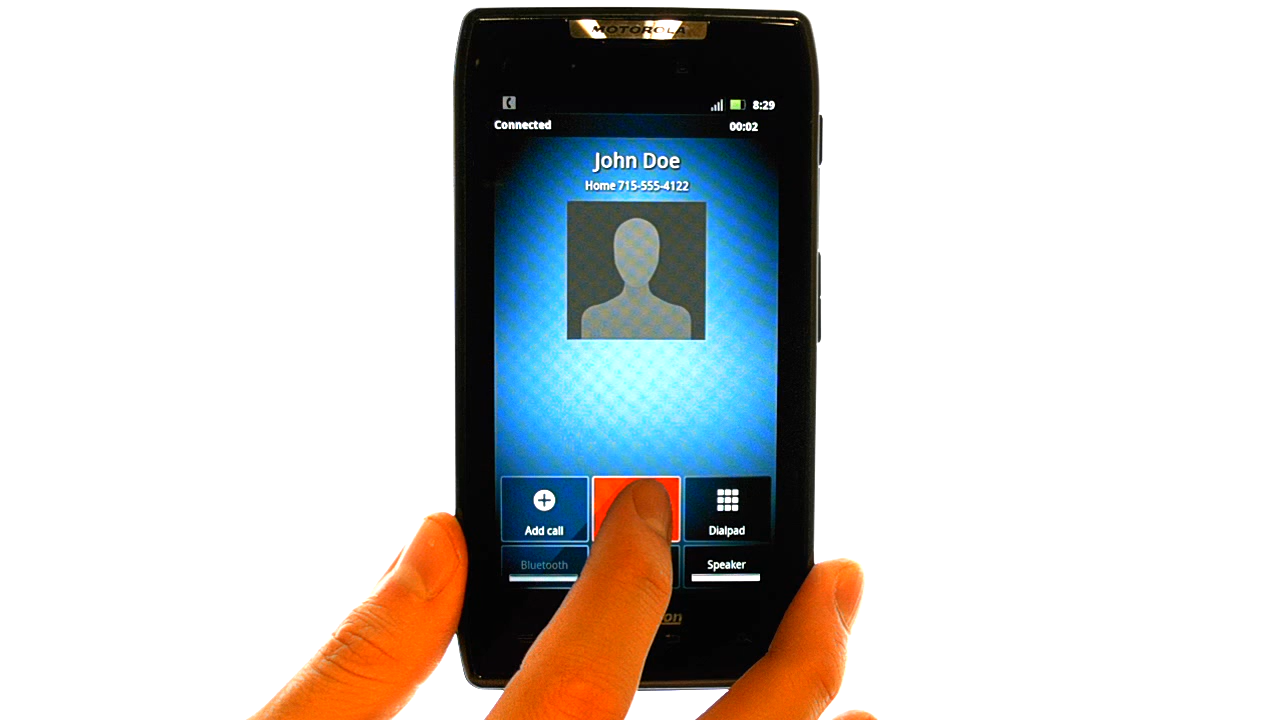 MOTOROLA
8:29
Connected 00:02
John Doe
Home 715-555-4122
Add call
Dialpad
Bluetooth
Speaker